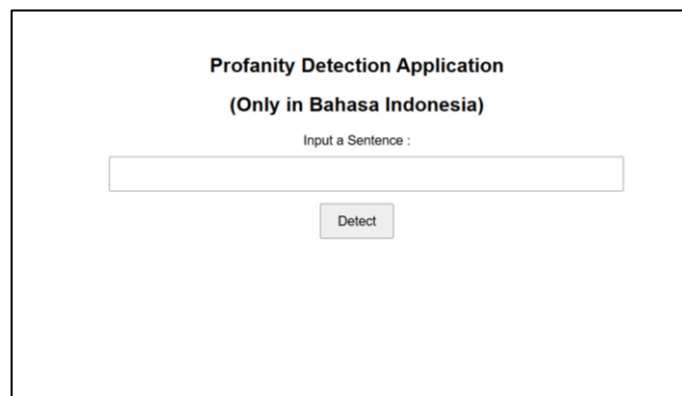 Profanity Detection Application
(Only in Bahasa Indonesia)
Input a Sentence :
Detect